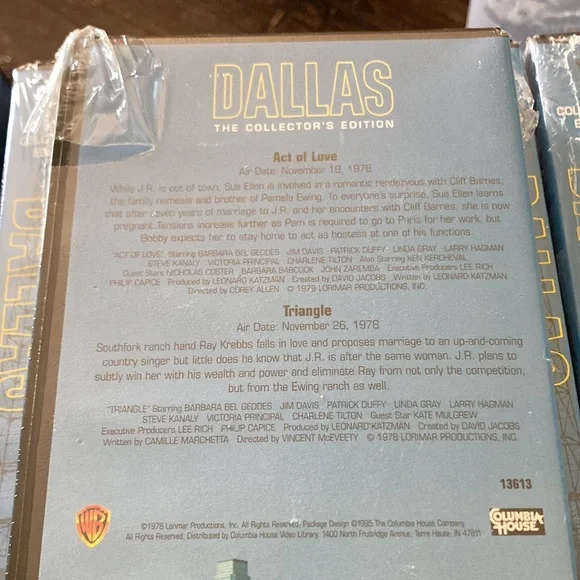 DALLAS
THE COLLECTOR'S EDITION
Act of Love
Air Date: November 19, 1978
While J.R. is out of town, Sue Ellen is involved in a romantic rendezvous with Cliff Barnes,
the family nemesis and brother of Pamela Ewing. To everyone's surprise, Sue Ellen learns
that after seven years of marriage to J.R. and her encounters with Cliff Barnes, she is now
pregnant. Tensions increase further as Pam is required to go to Paris for her work, but
Bobby expects her to stay home to act as hostess at one of his functions.
"ACT OF LOVE" Starring BARBARA BEL GEDDES JIM DAVIS PATRICK DUFFY LINDA GRAY LARRY HAGMAN
STEVE KANALY VICTORIA PRINCIPAL CHARLENE TILTON Also Starring KEN KERCHEVAL
Guest Stars NICHOLAS COSTER BARBARA BABCOCK JOHN ZAREMBA Executive Producers LEE RICH
PHILIP CAPICE Produced by LEONARD KATZMAN Created by DAVID JACOBS Written by LEONARD KATZMAN
Directed by COREY ALLEN © 1978 LORIMAR PRODUCTIONS, INC.
Triangle
Air Date: November 26, 1978
Southfork ranch hand Ray Krebbs falls in love and proposes marriage to an up-and-coming
country singer but little does he know that J.R. is after the same woman. J.R. plans to
subtly win her with his wealth and power and eliminate Ray from not only the competition,
but from the Ewing ranch as well.
"TRIANGLE" Starring BARBARA BEL GEDDES JIM DAVIS PATRICK DUFFY LINDA GRAY LARRY HAGMAN
STEVE KANALY VICTORIA PRINCIPAL CHARLENE TILTON Guest Star KATE MULGREW
Executive Producers LEE RICH PHILIP CAPICE Produced by LEONARD KATZMAN Created by DAVID JACOBS
Written by CAMILLE MARCHETTA Directed by VINCENT McEVEETY © 1978 LORIMAR PRODUCTIONS, INC.
13613
WB
©1978 Lorimar Productions, Inc. All Rights Reserved. Package Design ©1995 The Columbia House Company.
All Rights Reserved. Distributed by Columbia House Video Library. 1400 North Fruitridge Avenue, Terre Haute, IN 47811
COLUMBIA
HOUSE
DALLAS